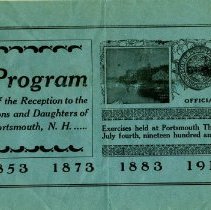 Program
of the Reception to the
ons and Daughters of
ortsmouth, N. H. .....
OFFICI
Exercises held at Portsmouth Th
July fourth, nineteen hundred an
853 1873 1883 19